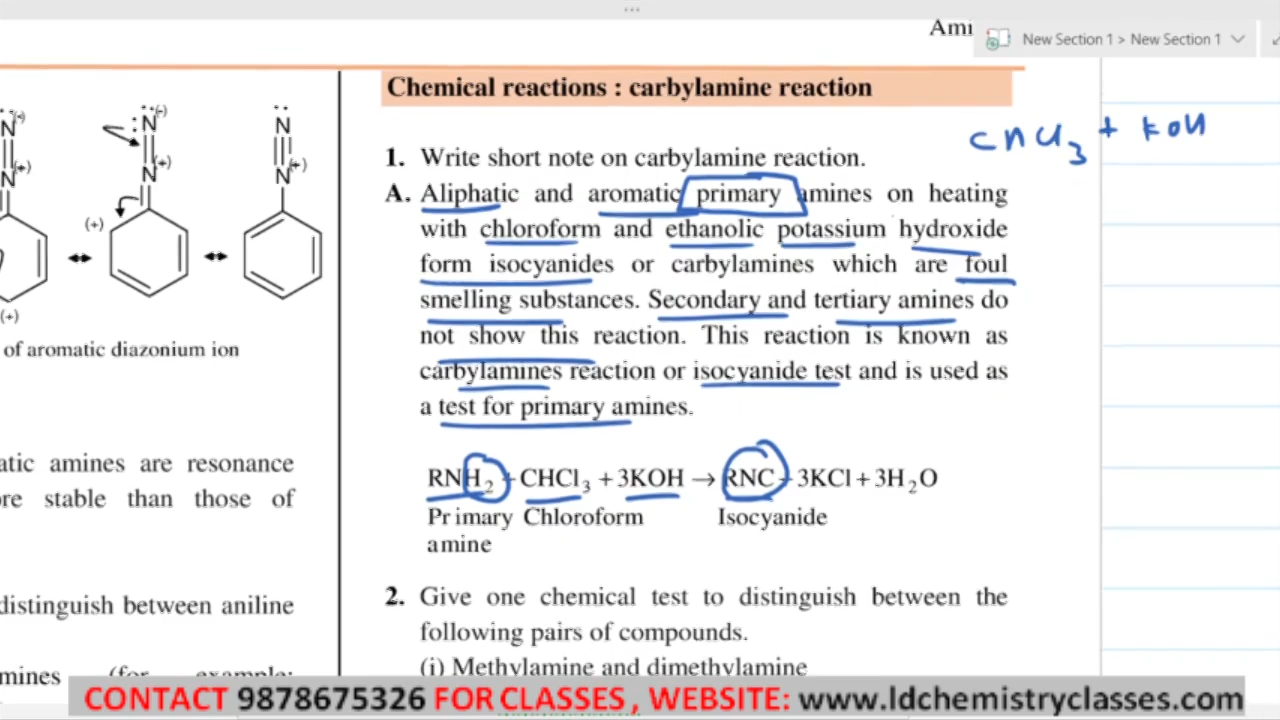 Ami
New Section 1 > New Section 1
Chemical reactions : carbylamine reaction
CHCl3 + KOH
1. Write short note on carbylamine reaction.
A. Aliphatic and aromatic primary amines on heating
with chloroform and ethanolic potassium hydroxide
form isocyanides or carbylamines which are foul
smelling substances. Secondary and tertiary amines do
not show this reaction. This reaction is known as
carbylamines reaction or isocyanide test and is used as
a test for primary amines.
RNH2 + CHCl3 + 3KOH → RNC + 3KCl + 3H2O
Primary Chloroform Isocyanide
amine
2. Give one chemical test to distinguish between the
following pairs of compounds.
(i) Methylamine and dimethylamine
N (+) N (-) N
N (+) N (+) N (+)
(+)
(+)
of aromatic diazonium ion
atic amines are resonance
ore stable than those of
distinguish between aniline
mines (for example:
CONTACT 9878675326 FOR CLASSES , WEBSITE: www.ldchemistryclasses.com